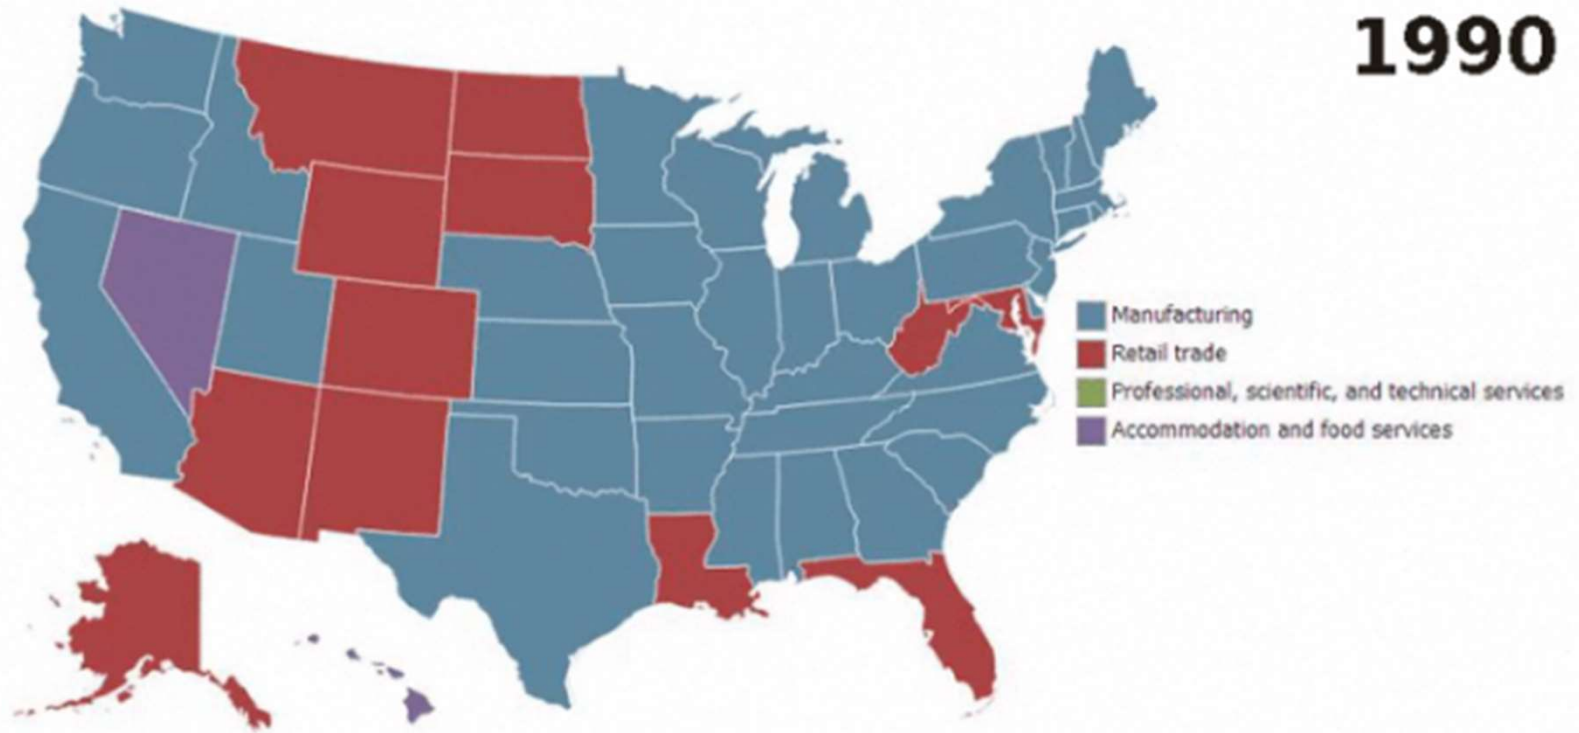 1990
Manufacturing
Retail trade
Professional, scientific, and technical services
Accommodation and food services